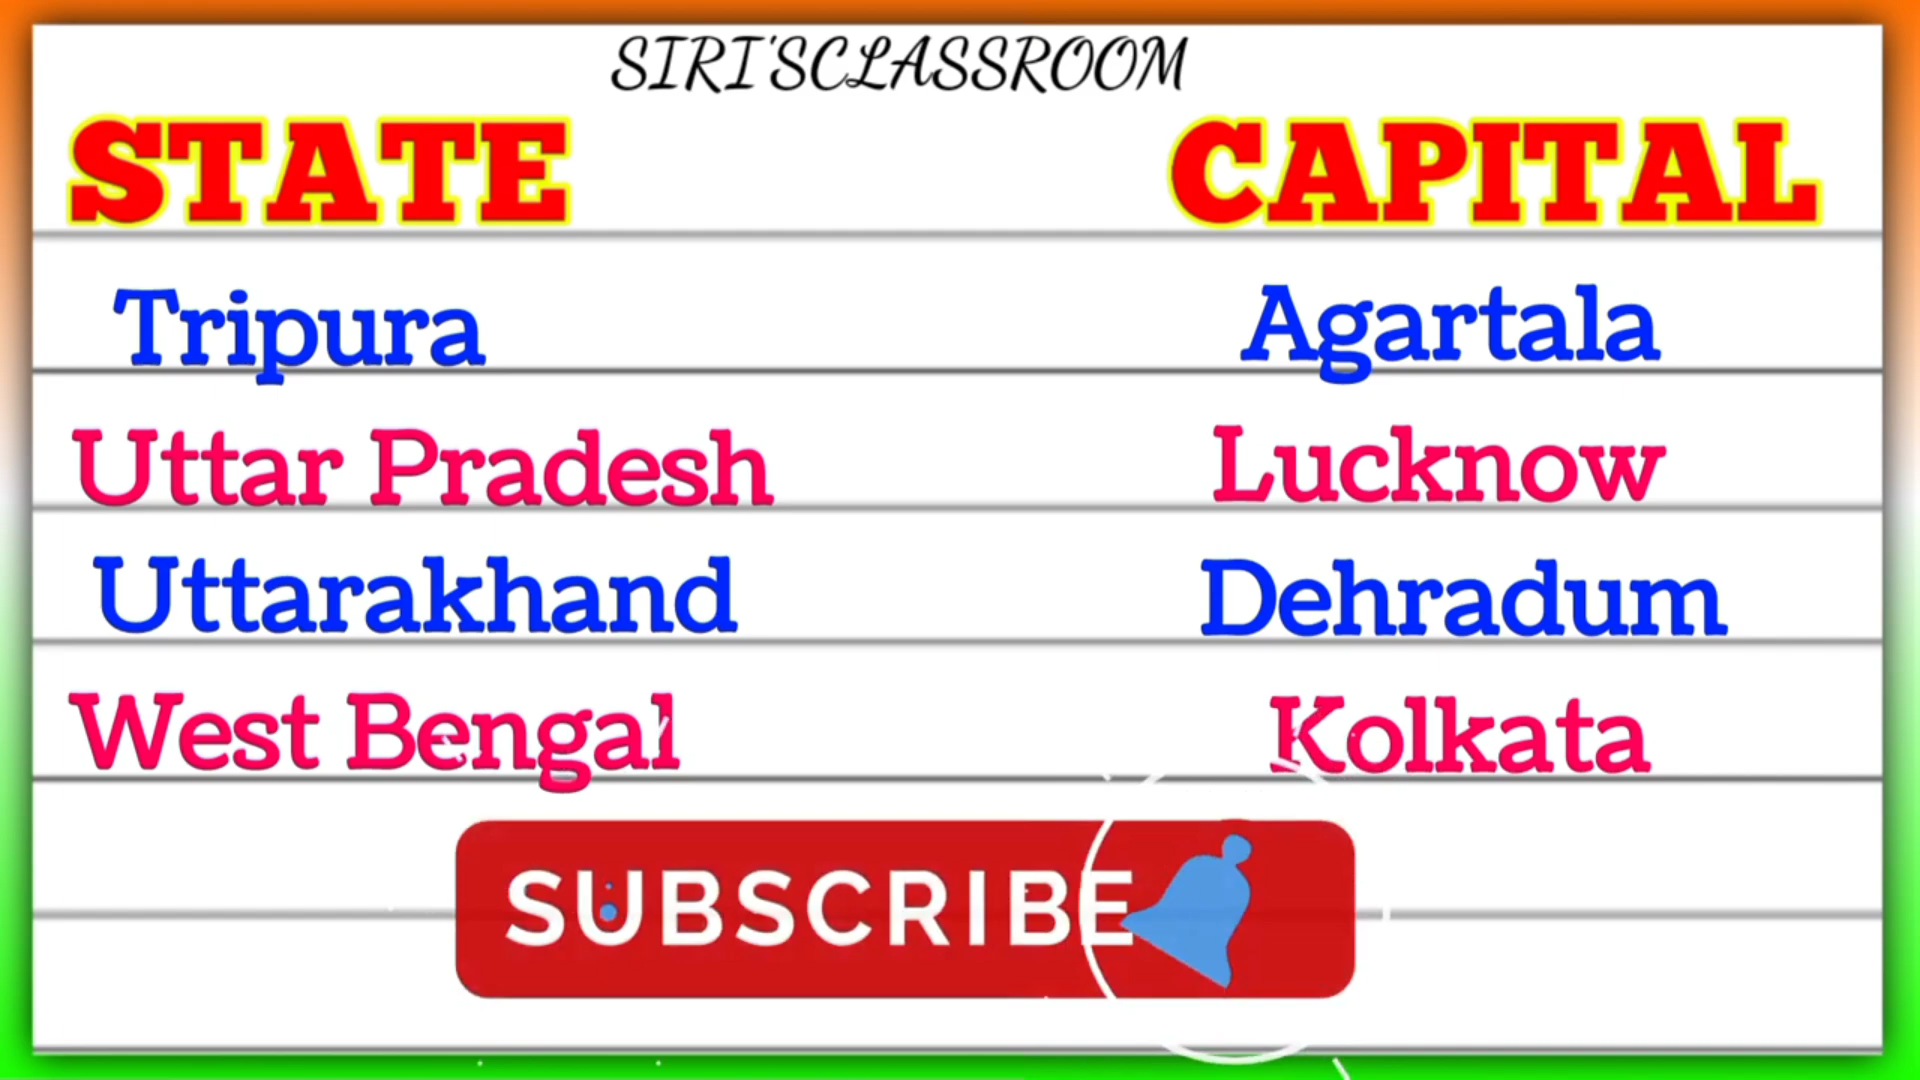 SIRI'SCLASSROOM
STATE CAPITAL
Tripura Agartala
Uttar Pradesh Lucknow
Uttarakhand Dehradum
West Bengal Kolkata
SUBSCRIBE